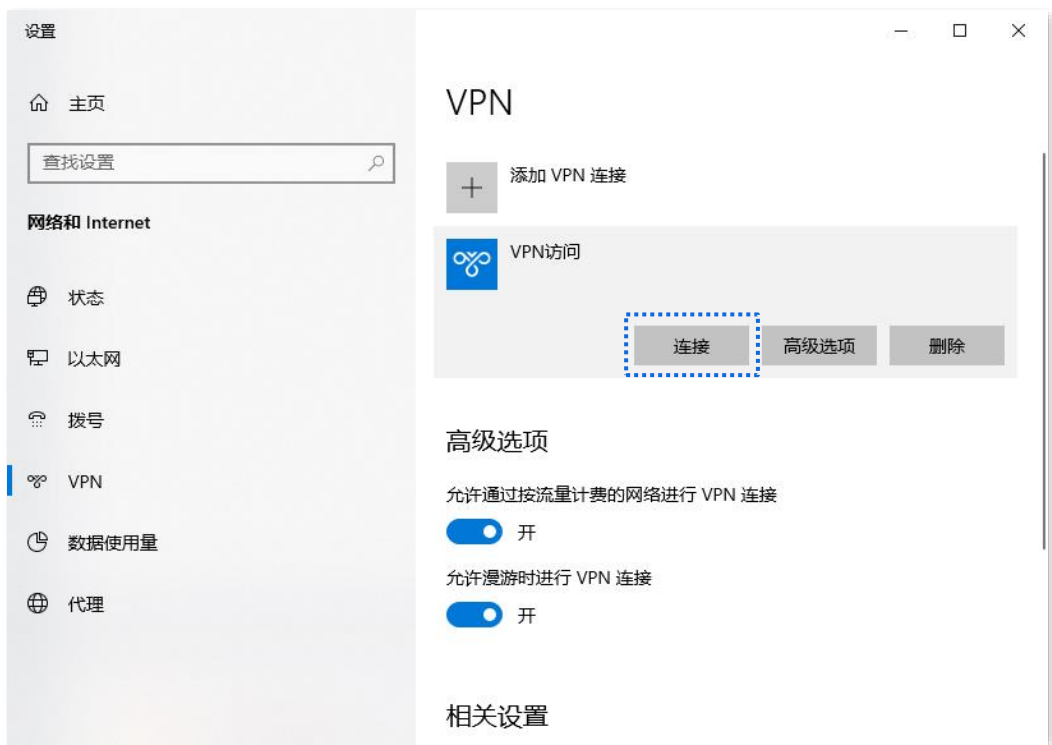 设置
主页
查找设置
网络和 Internet
状态
以太网
拨号
VPN
数据使用量
代理
VPN
添加 VPN 连接
VPN访问
连接
高级选项
删除
高级选项
允许通过按流量计费的网络进行 VPN 连接
开
允许漫游时进行 VPN 连接
开
相关设置